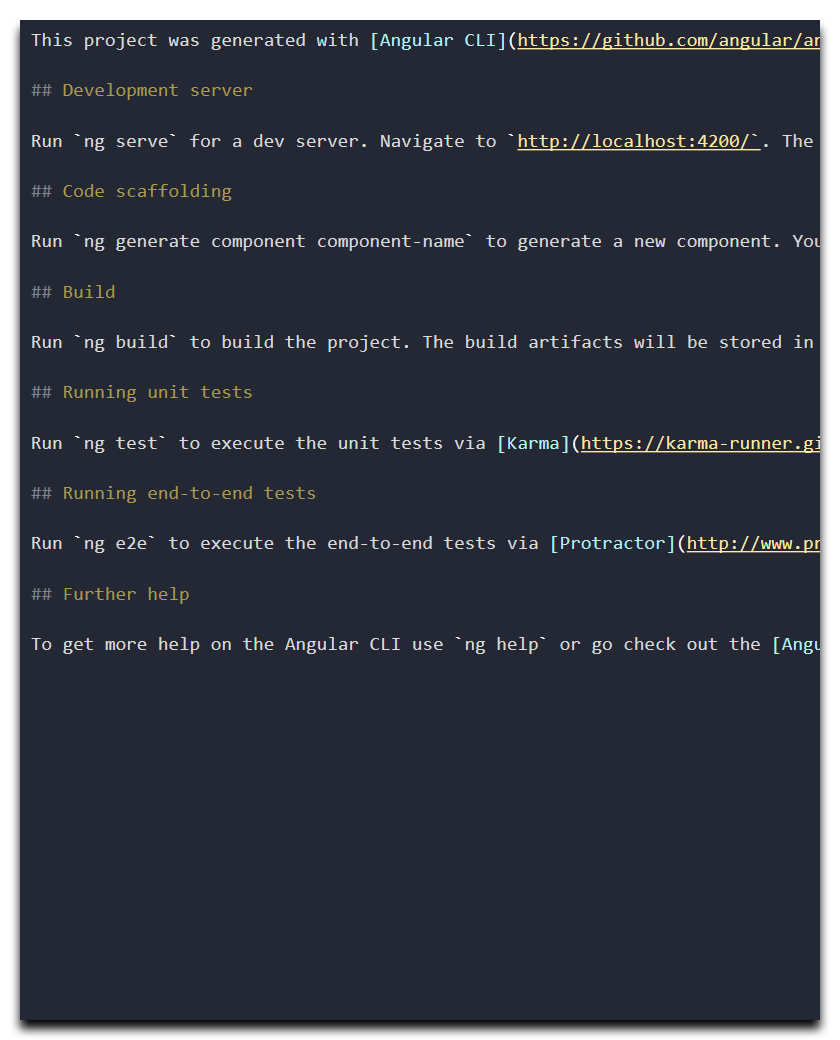 This project was generated with [Angular CLI](https://github.com/angular/an
## Development server
Run `ng serve` for a dev server. Navigate to `http://localhost:4200/`. The
## Code scaffolding
Run `ng generate component component-name` to generate a new component. You
## Build
Run `ng build` to build the project. The build artifacts will be stored in
## Running unit tests
Run `ng test` to execute the unit tests via [Karma](https://karma-runner.gi
## Running end-to-end tests
Run `ng e2e` to execute the end-to-end tests via [Protractor](http://www.pr
## Further help
To get more help on the Angular CLI use `ng help` or go check out the [Angu